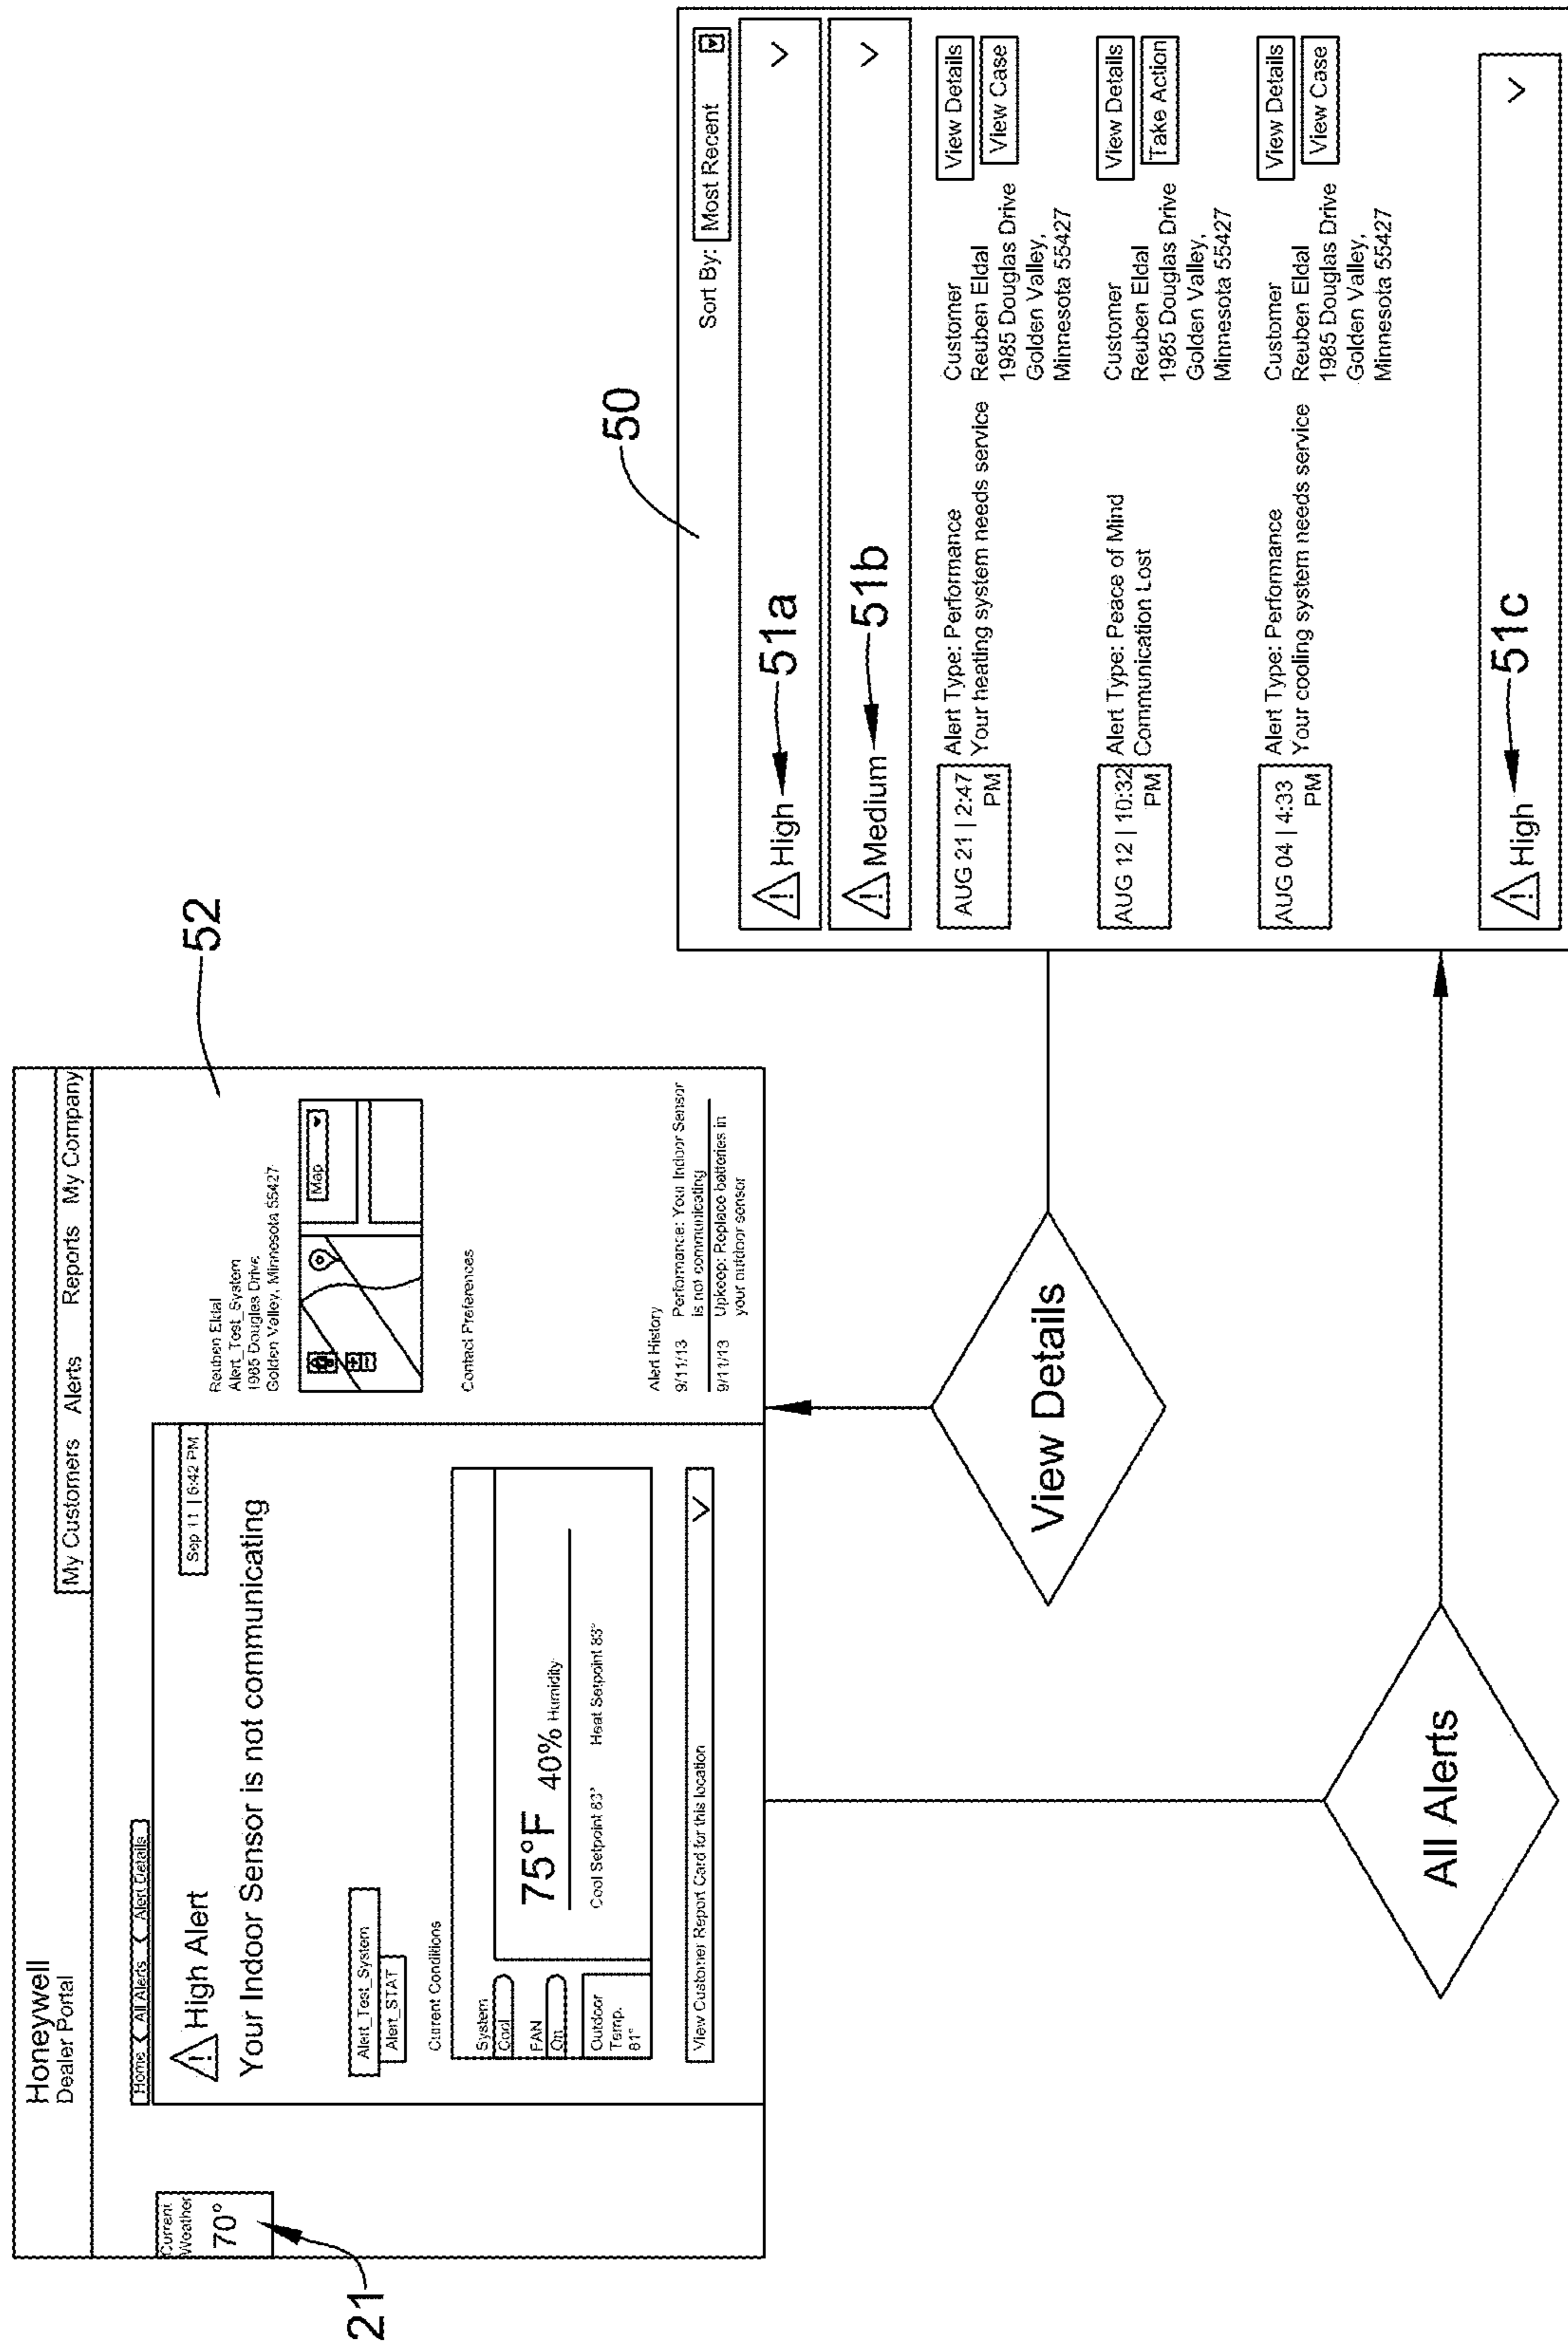 Honeywell
Dealer Portal
My Customers Alerts Reports My Company
Current
Weather
70°
21
Home All Alerts Alert Details
High Alert
Sep 11 | 6:42 PM
Your Indoor Sensor is not communicating
Alert_Test_System
Alert_STAT
Current Conditions
System
Cool
FAN
On
Outdoor
Temp.
81°
75°F 40% Humidity
Cool Setpoint Heat Setpoint 83°
View Customer Report Card for this location
52
Reuben Eldal
Alert_Test_System
1985 Douglas Drive
Golden Valley, Minnesota 55427
Map
Contact Preferences
Alert History
9/11/13 Performance: Your Indoor Sensor
is not communicating
9/11/13 Upkeep: Replace batteries in
your outdoor sensor
View Details
All Alerts
50
Sort By: Most Recent
High 51a
Medium 51b
AUG 21 | 2:47
PM
Alert Type: Performance
Your heating system needs service
Customer
Reuben Eldal
1985 Douglas Drive
Golden Valley,
Minnesota 55427
View Details
View Case
AUG 12 | 10:32
PM
Alert Type: Peace of Mind
Communication Lost
Customer
Reuben Eldal
1985 Douglas Drive
Golden Valley,
Minnesota 55427
View Details
Take Action
AUG 04 | 4:33
PM
Alert Type: Performance
Your cooling system needs service
Customer
Reuben Eldal
1985 Douglas Drive
Golden Valley,
Minnesota 55427
View Details
View Case
High 51c